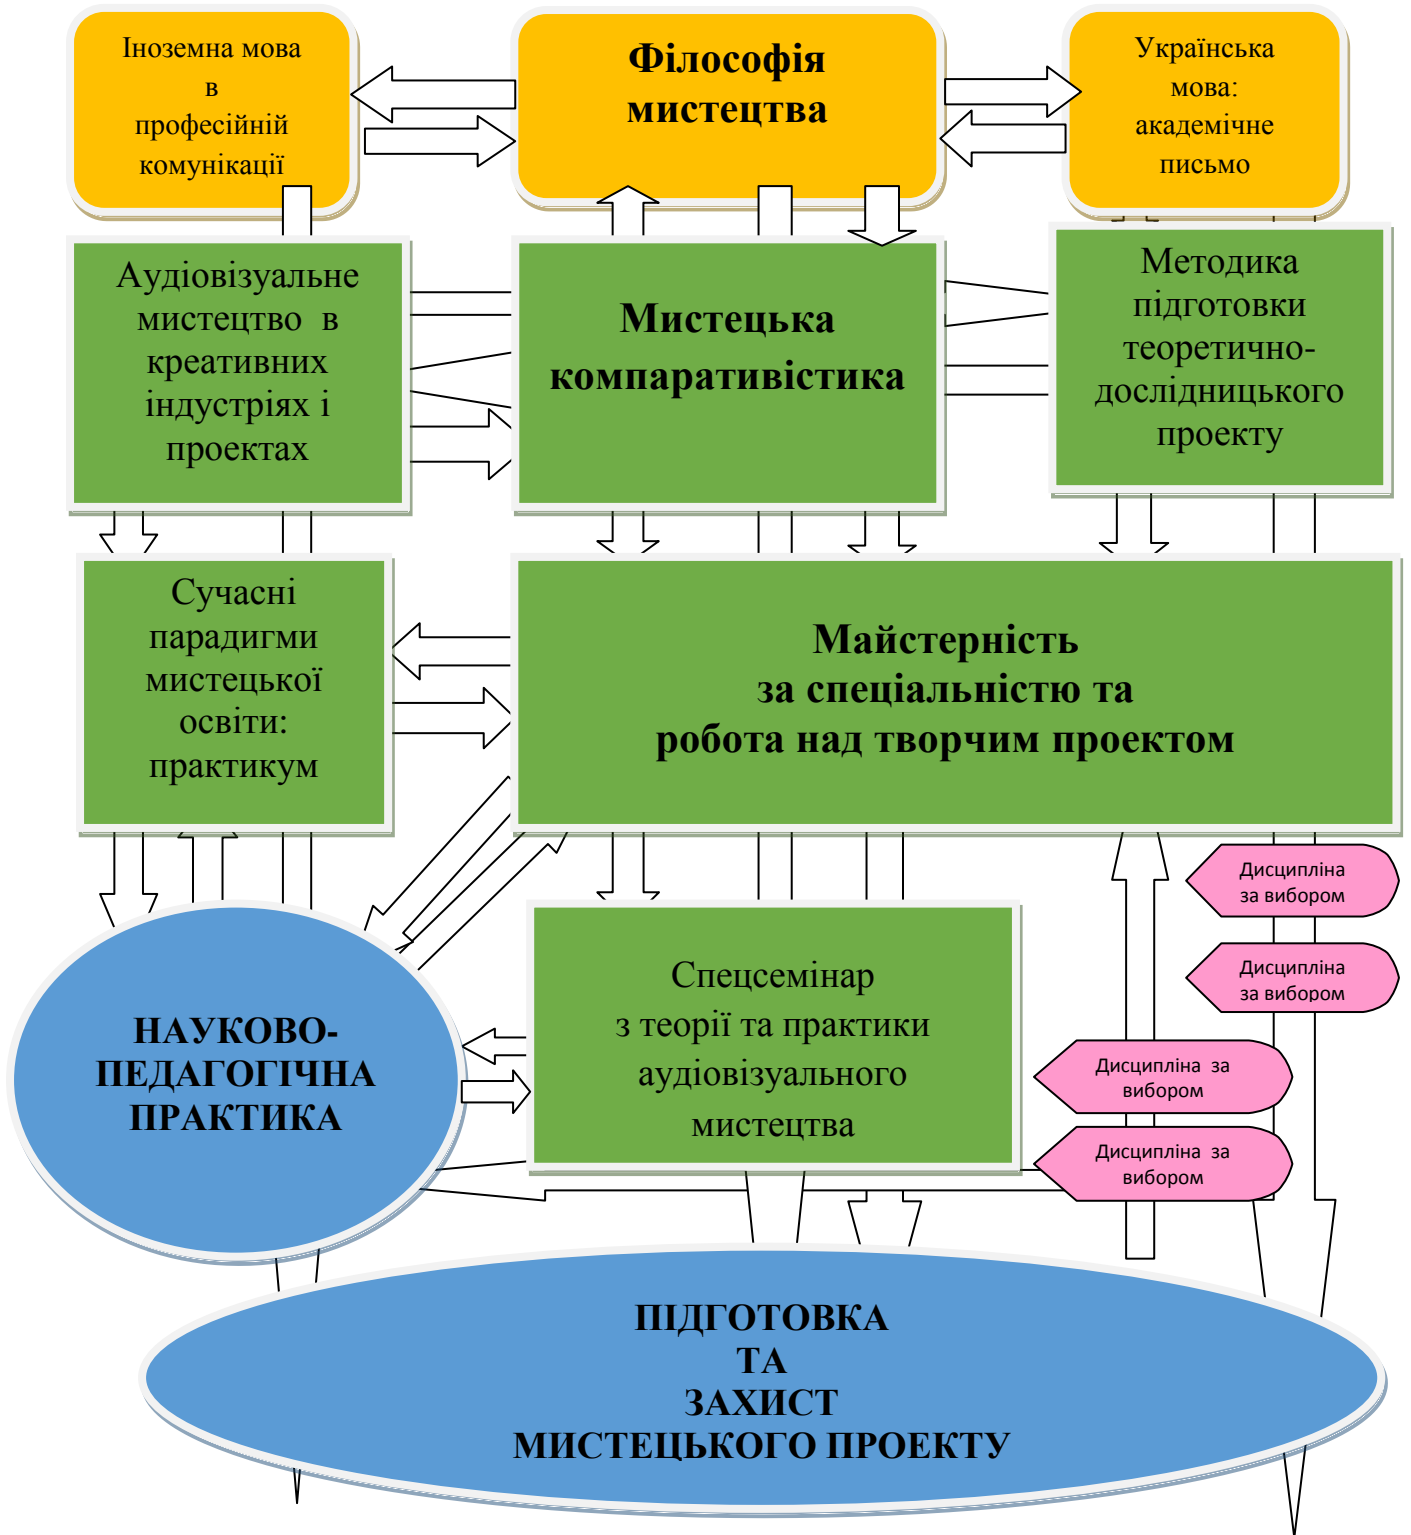 Іноземна мова
в
професійній
комунікації
Філософія
мистецтва
Українська
мова:
академічне
письмо
Аудіовізуальне
мистецтво в
креативних
індустріях і
проектах
Мистецька
компаративістика
Методика
підготовки
теоретично-
дослідницького
проекту
Сучасні
парадигми
мистецької
освіти:
практикум
Майстерність
за спеціальністю та
робота над творчим проектом
Дисципліна
за вибором
Дисципліна
за вибором
Спецсемінар
з теорії та практики
аудіовізуального
мистецтва
НАУКОВО-
ПЕДАГОГІЧНА
ПРАКТИКА
Дисципліна за
вибором
Дисципліна за
вибором
ПІДГОТОВКА
ТА
ЗАХИСТ
МИСТЕЦЬКОГО ПРОЕКТУ